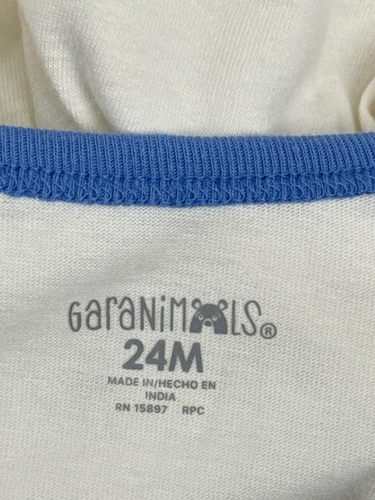 GaRaNiMaLS®
24M
MADE IN/HECHO EN
INDIA
RN 15897 RPC